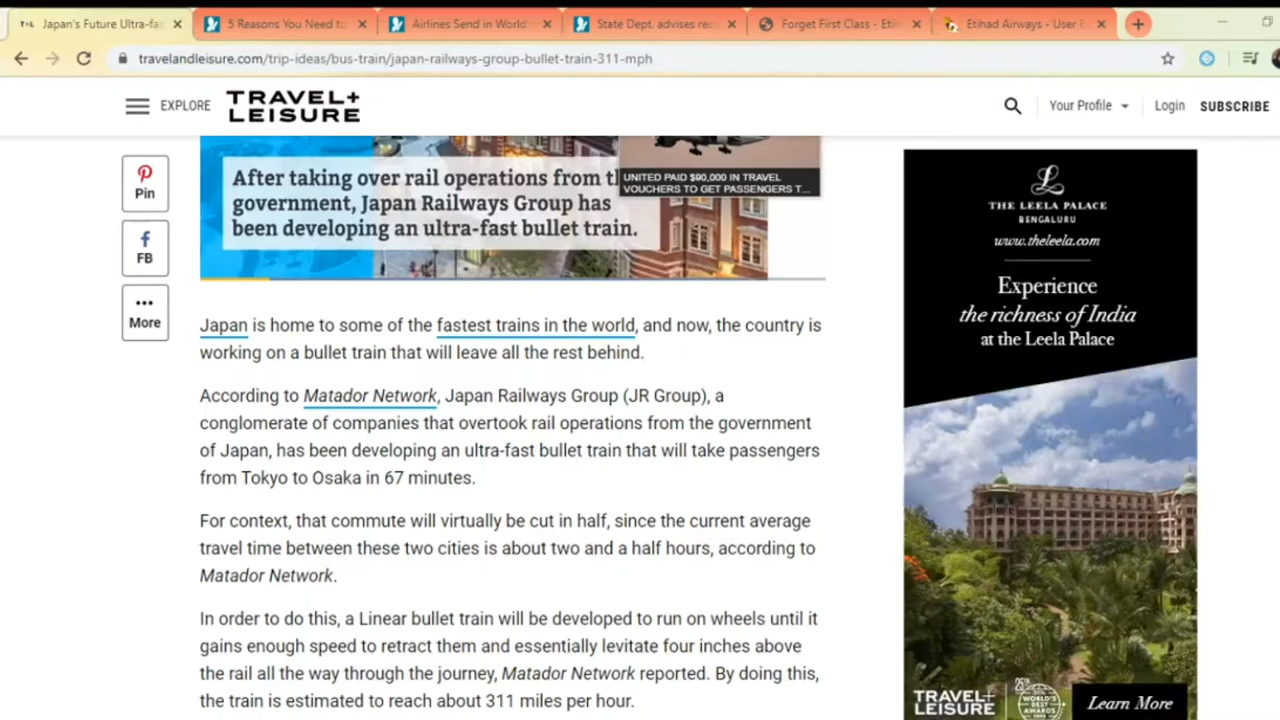 Japan's Future Ultra-fa
5 Reasons You Need to
Airlines Send in World'
State Dept. advises rec
Forget First Class - Eti
Etihad Airways - User E
travelandleisure.com/trip-ideas/bus-train/japan-railways-group-bullet-train-311-mph
EXPLORE
TRAVEL+
LEISURE
Your Profile
Login
SUBSCRIBE
Pin
FB
More
After taking over rail operations from t
government, Japan Railways Group has
been developing an ultra-fast bullet train.
UNITED PAID $90,000 IN TRAVEL
VOUCHERS TO GET PASSENGERS T...
Japan is home to some of the fastest trains in the world, and now, the country is
working on a bullet train that will leave all the rest behind.
According to Matador Network, Japan Railways Group (JR Group), a
conglomerate of companies that overtook rail operations from the government
of Japan, has been developing an ultra-fast bullet train that will take passengers
from Tokyo to Osaka in 67 minutes.
For context, that commute will virtually be cut in half, since the current average
travel time between these two cities is about two and a half hours, according to
Matador Network.
In order to do this, a Linear bullet train will be developed to run on wheels until it
gains enough speed to retract them and essentially levitate four inches above
the rail all the way through the journey, Matador Network reported. By doing this,
the train is estimated to reach about 311 miles per hour.
THE LEELA PALACE
BENGALURU
www.theleela.com
Experience
the richness of India
at the Leela Palace
TRAVEL+
LEISURE
25th
WORLD'S
BEST
AWARDS
Learn More